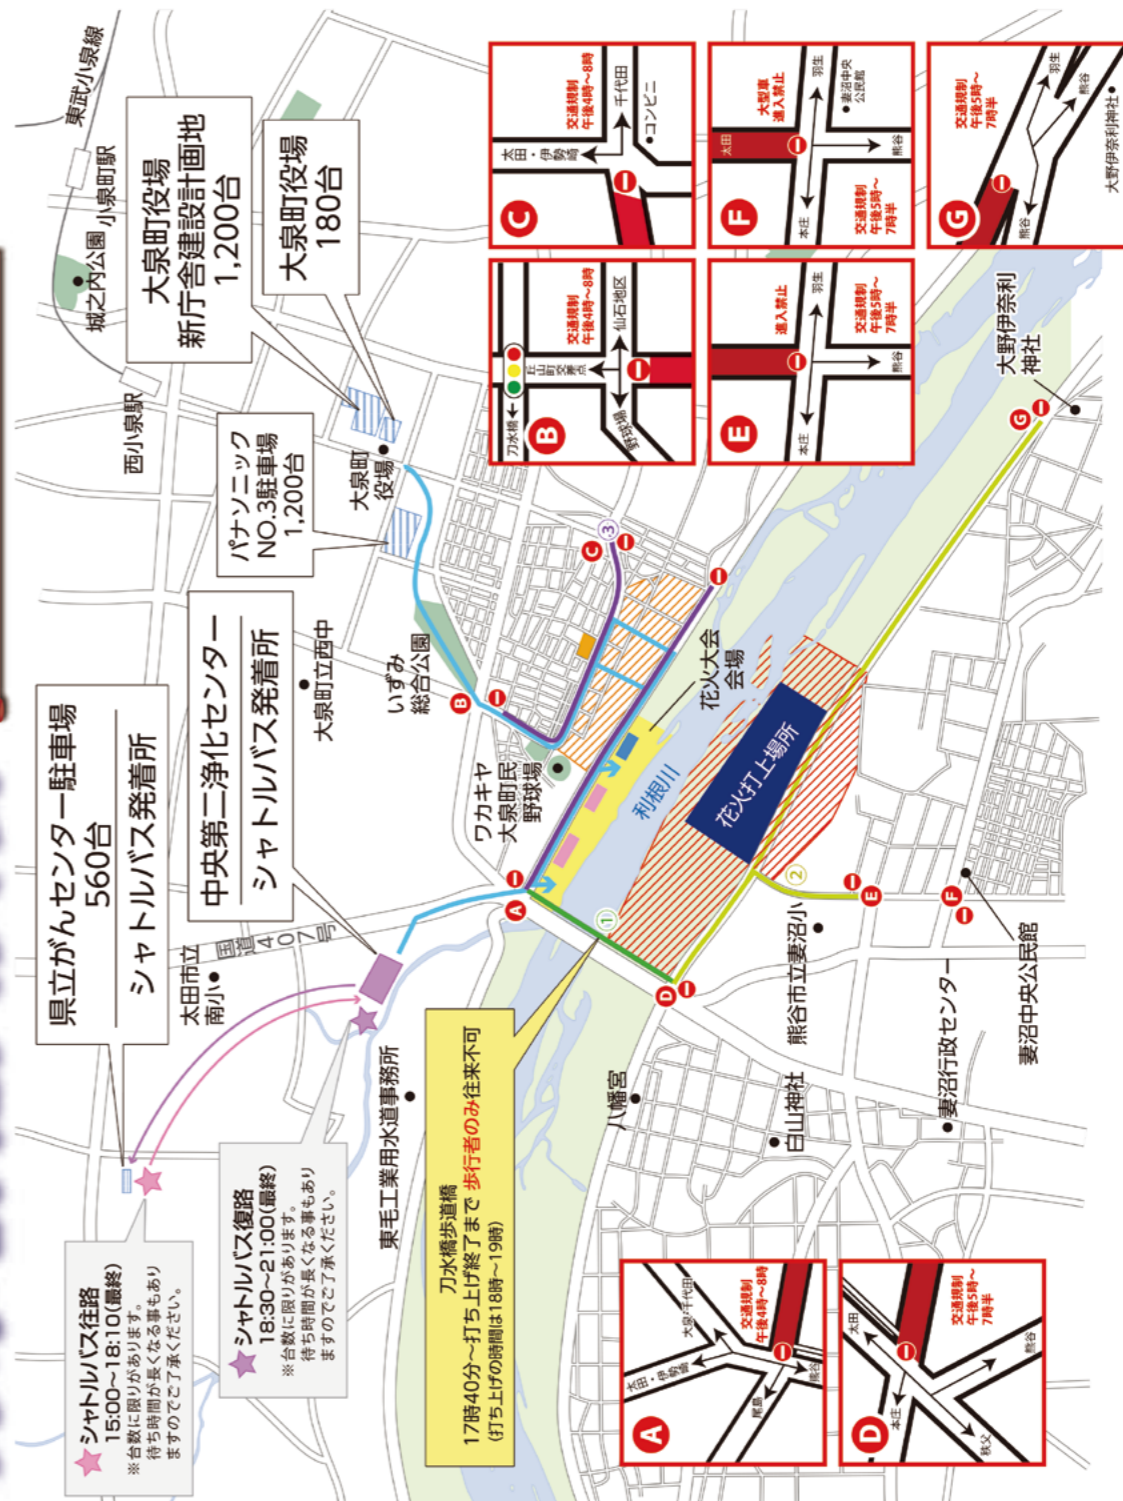 東武小泉線
小泉町駅
城之内公園
西小泉駅
大泉町役場
新庁舎建設計画地
1,200台
大泉町役場
180台
パナソニック
NO.3駐車場
1,200台
大泉町
役場
県立がんセンター駐車場
560台
シャトルバス発着所
中央第二浄化センター
シャトルバス発着所
大泉町立西中
いずみ
総合公園
太田市立
南小
国道407号
ワカキヤ
大泉町民
野球場
花火大会
会場
利根川
花火打上場所
東毛工業用水道事務所
シャトルバス往路
15:00~18:10(最終)
※台数に限りがあります。
待ち時間が長くなる事もあり
ますのでご了承ください。
シャトルバス復路
18:30~21:00(最終)
※台数に限りがあります。
待ち時間が長くなる事もあり
ますのでご了承ください。
刀水橋歩道橋
17時40分~打ち上げ終了まで 歩行者のみ往来不可
(打ち上げの時間は18時~19時)
八幡宮
白山神社
熊谷市立妻沼小
妻沼行政センター
妻沼中央公民館
大野伊奈利
神社
A
B
C
D
E
F
G
①
②
③
A
太田・伊勢崎
大泉・千代田
尾島
熊谷
交通規制
午後4時~8時
B
刀水橋
丘山町交差点
野球場
仙石地区
交通規制
午後4時~8時
C
太田・伊勢崎
千代田
コンビニ
交通規制
午後4時~8時
D
太田
本庄
秩父
熊谷
交通規制
午後5時~
7時半
E
進入禁止
本庄
羽生
熊谷
交通規制
午後5時~
7時半
F
太田
大型車
進入禁止
本庄
羽生
妻沼中央
公民館
熊谷
交通規制
午後5時~
7時半
G
交通規制
午後5時~
7時半
羽生
熊谷
熊谷
大野伊奈利神社